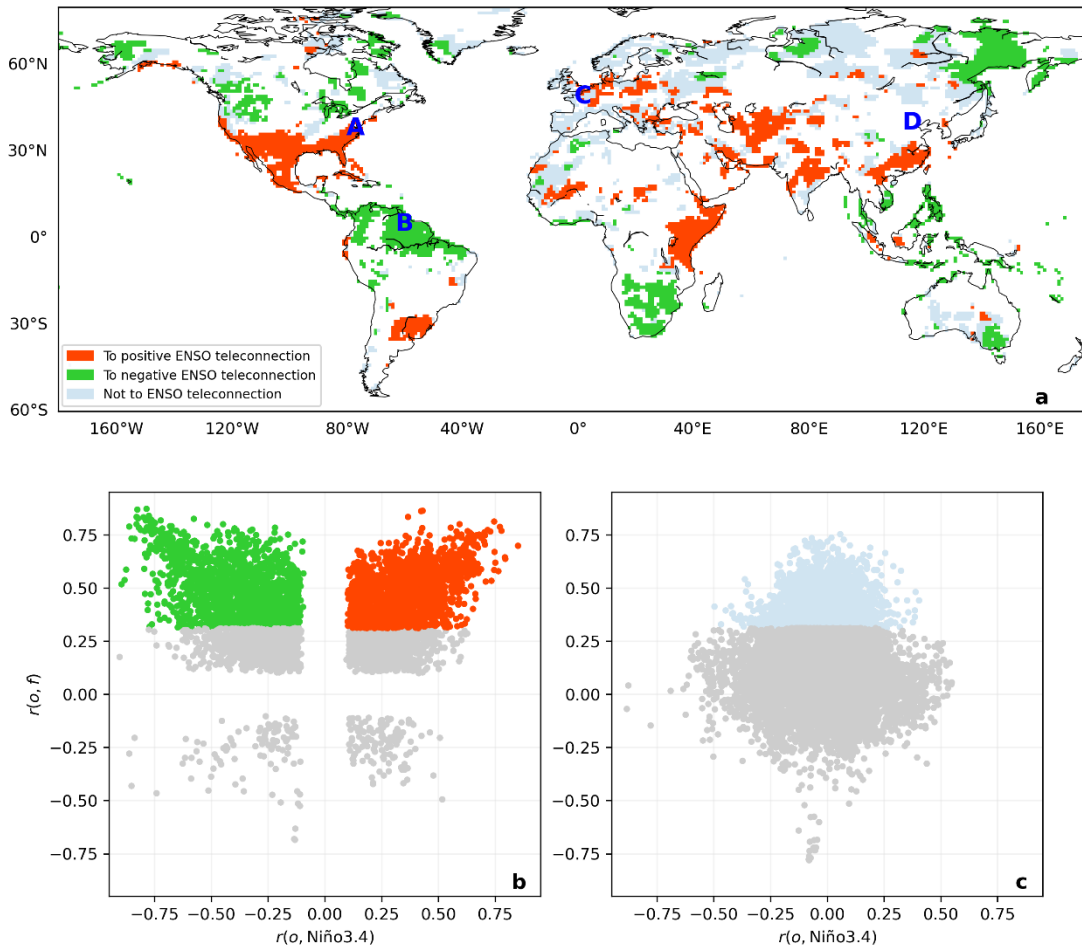 60°N
30°N
0°
30°S
60°S
A
B
C
D
To positive ENSO teleconnection
To negative ENSO teleconnection
Not to ENSO teleconnection
a
160°W 120°W 80°W 40°W 0° 40°E 80°E 120°E 160°E
r(o, f)
0.75
0.50
0.25
0.00
−0.25
−0.50
−0.75
b
−0.75 −0.50 −0.25 0.00 0.25 0.50 0.75
r(o, Niño3.4)
0.75
0.50
0.25
0.00
−0.25
−0.50
−0.75
c
−0.75 −0.50 −0.25 0.00 0.25 0.50 0.75
r(o, Niño3.4)